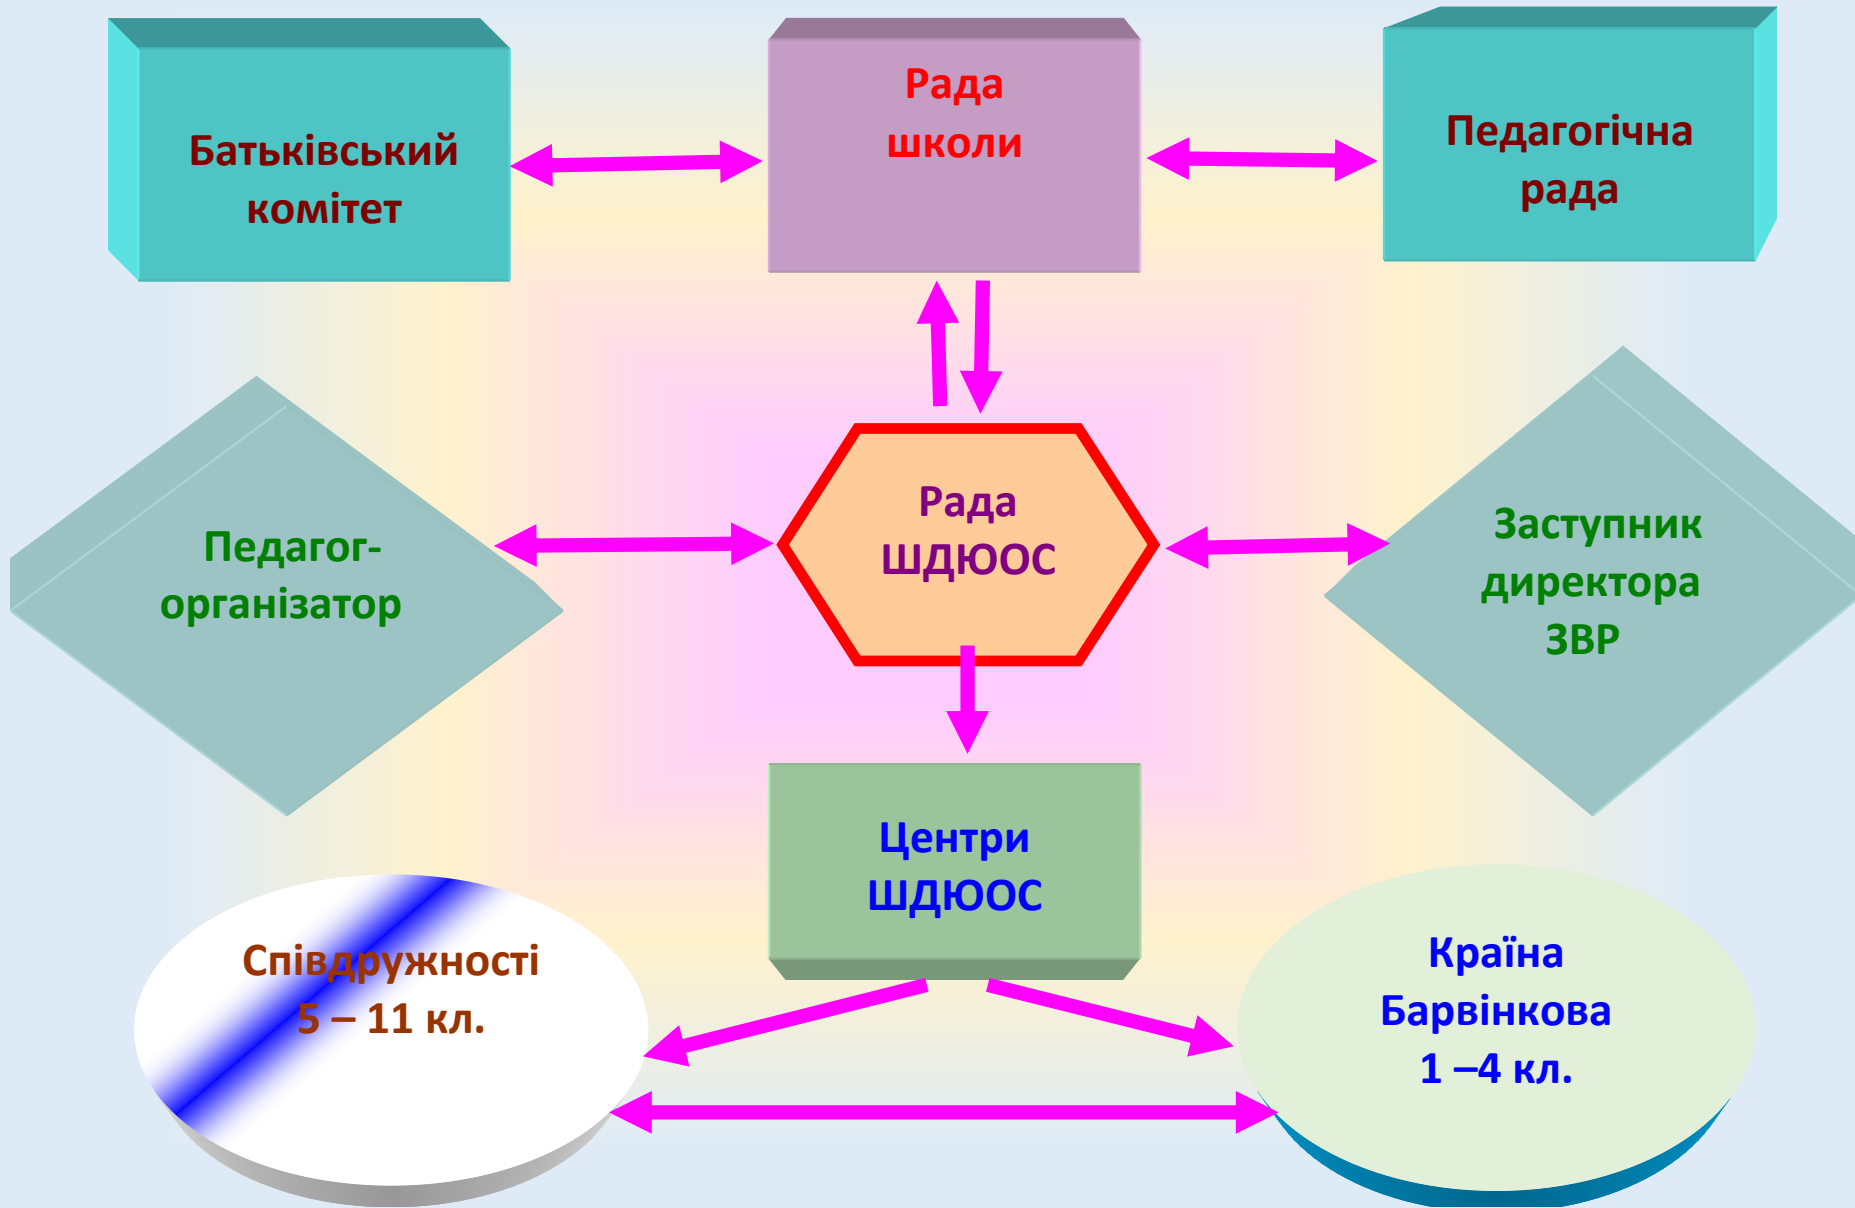 Батьківський
комітет
Рада
школи
Педагогічна
рада
Педагог-
організатор
Рада
ШДЮОС
Заступник
директора
ЗВР
Центри
ШДЮОС
Співдружності
5 – 11 кл.
Країна
Барвінкова
1 –4 кл.